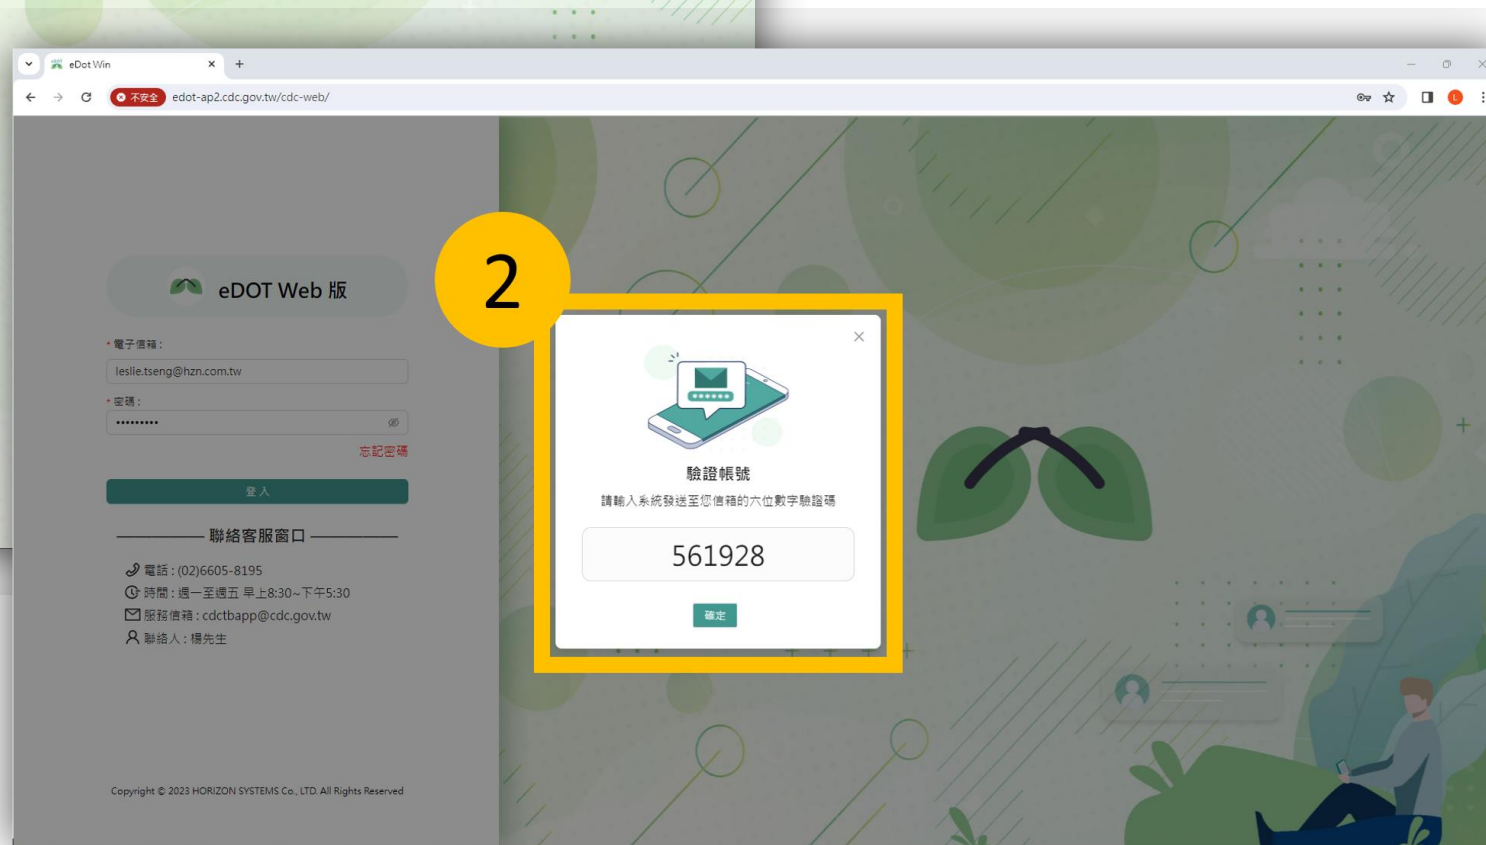 eDot Win
不安全 edot-ap2.cdc.gov.tw/cdc-web/
L
2
eDOT Web 版
* 電子信箱 :
leslie.tseng@hzn.com.tw
* 密碼 :
•••••••••
忘記密碼
登入
聯絡客服窗口
電話 : (02)6605-8195
時間 : 週一至週五 早上8:30~下午5:30
服務信箱 : cdctbapp@cdc.gov.tw
聯絡人 : 楊先生
Copyright © 2023 HORIZON SYSTEMS Co., LTD. All Rights Reserved
驗證帳號
請輸入系統發送至您信箱的六位數字驗證碼
561928
確定